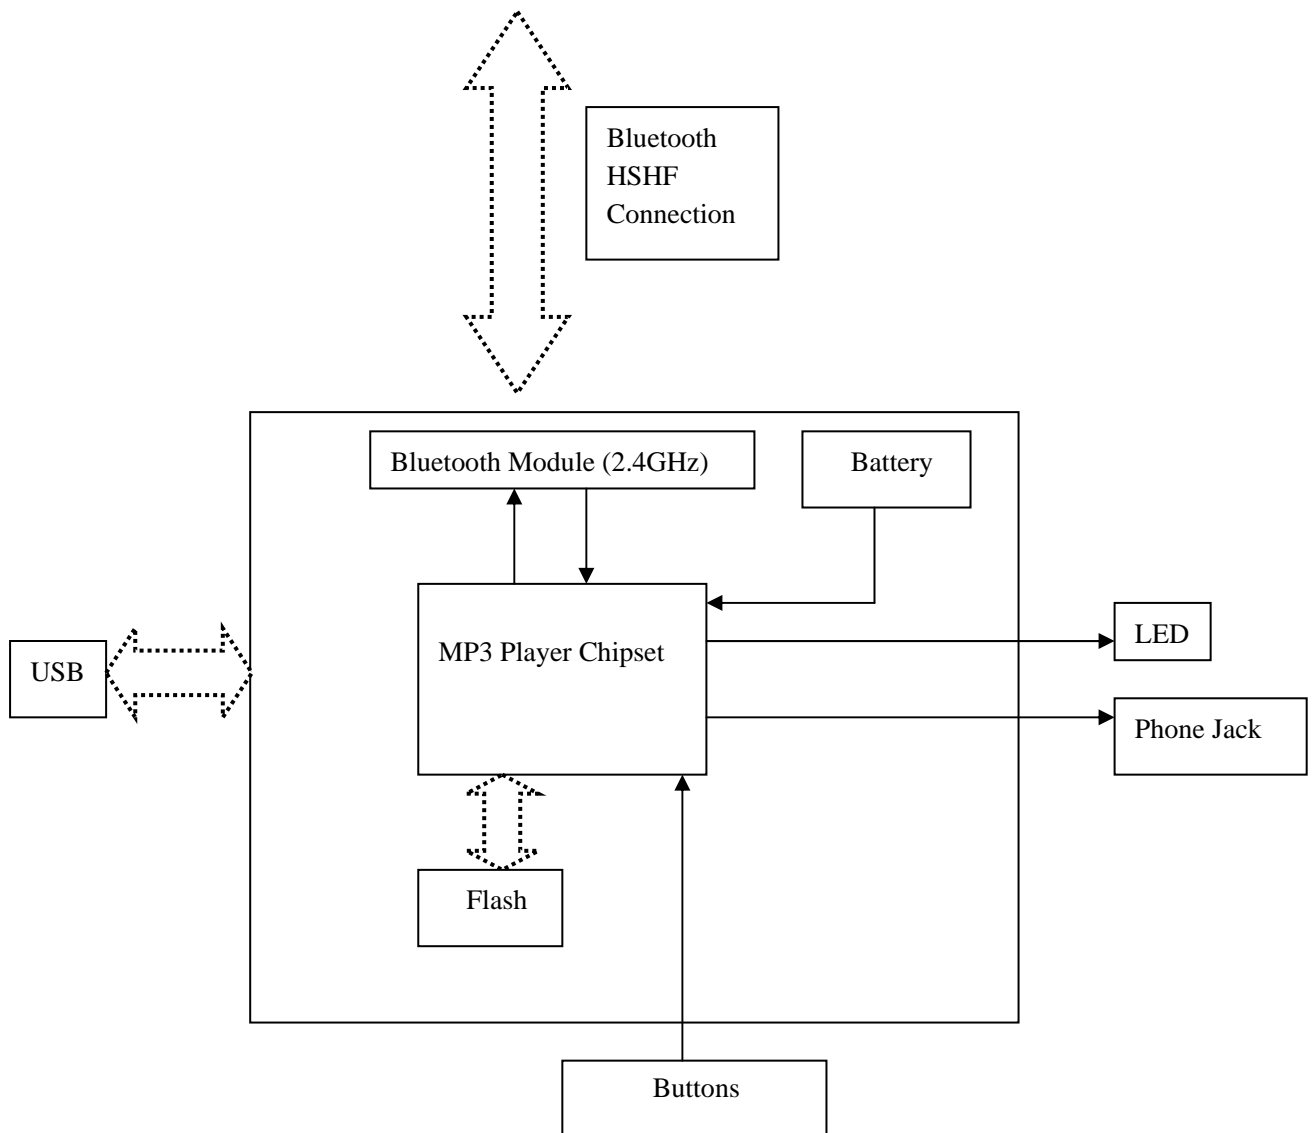 Bluetooth
HSHF
Connection
Bluetooth Module (2.4GHz)
Battery
MP3 Player Chipset
LED
USB
Phone Jack
Flash
Buttons